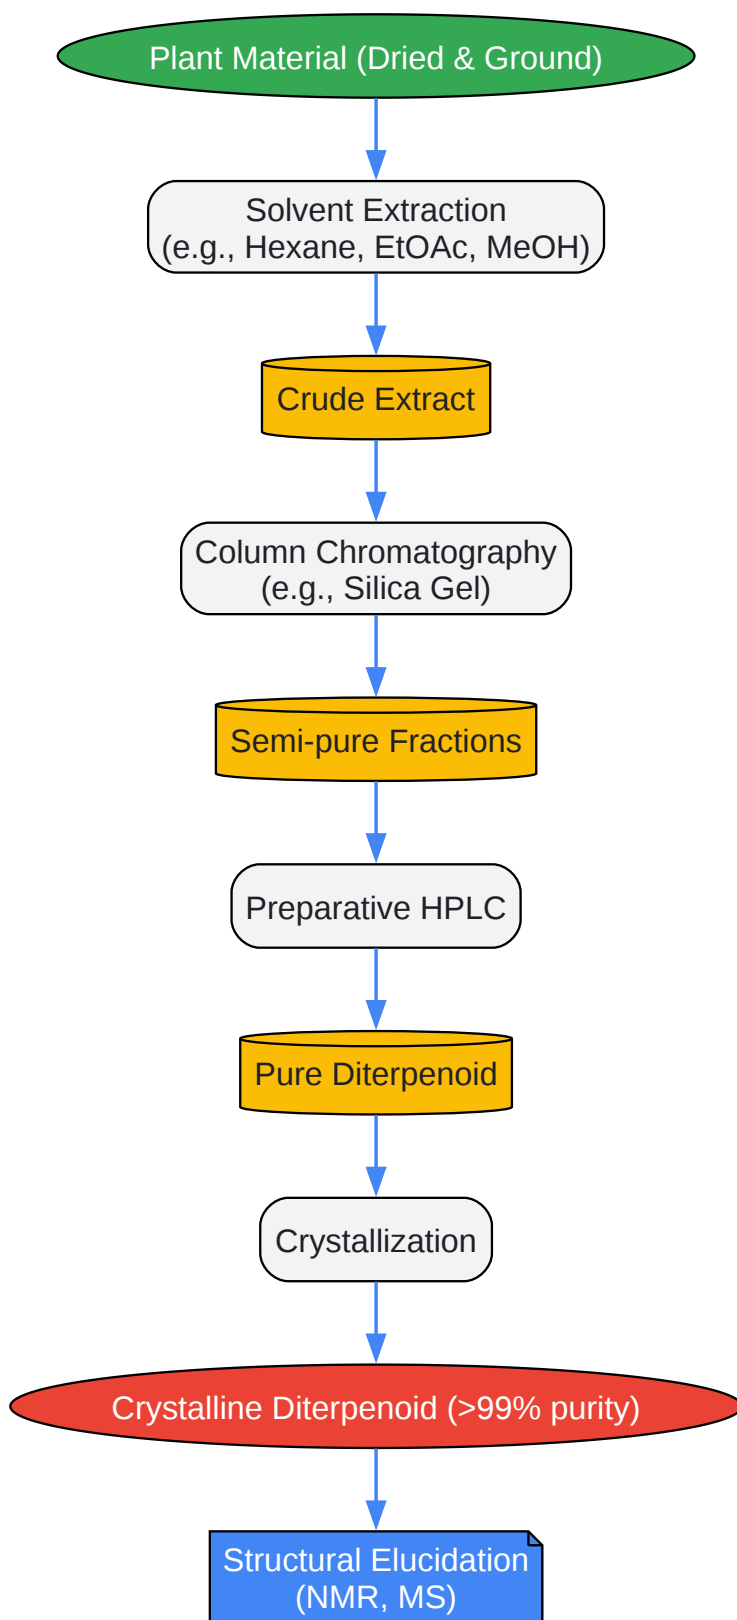 Plant Material (Dried & Ground)
Solvent Extraction
(e.g., Hexane, EtOAc, MeOH)
Crude Extract
Column Chromatography
(e.g., Silica Gel)
Semi-pure Fractions
Preparative HPLC
Pure Diterpenoid
Crystallization
Crystalline Diterpenoid (>99% purity)
Structural Elucidation
(NMR, MS)